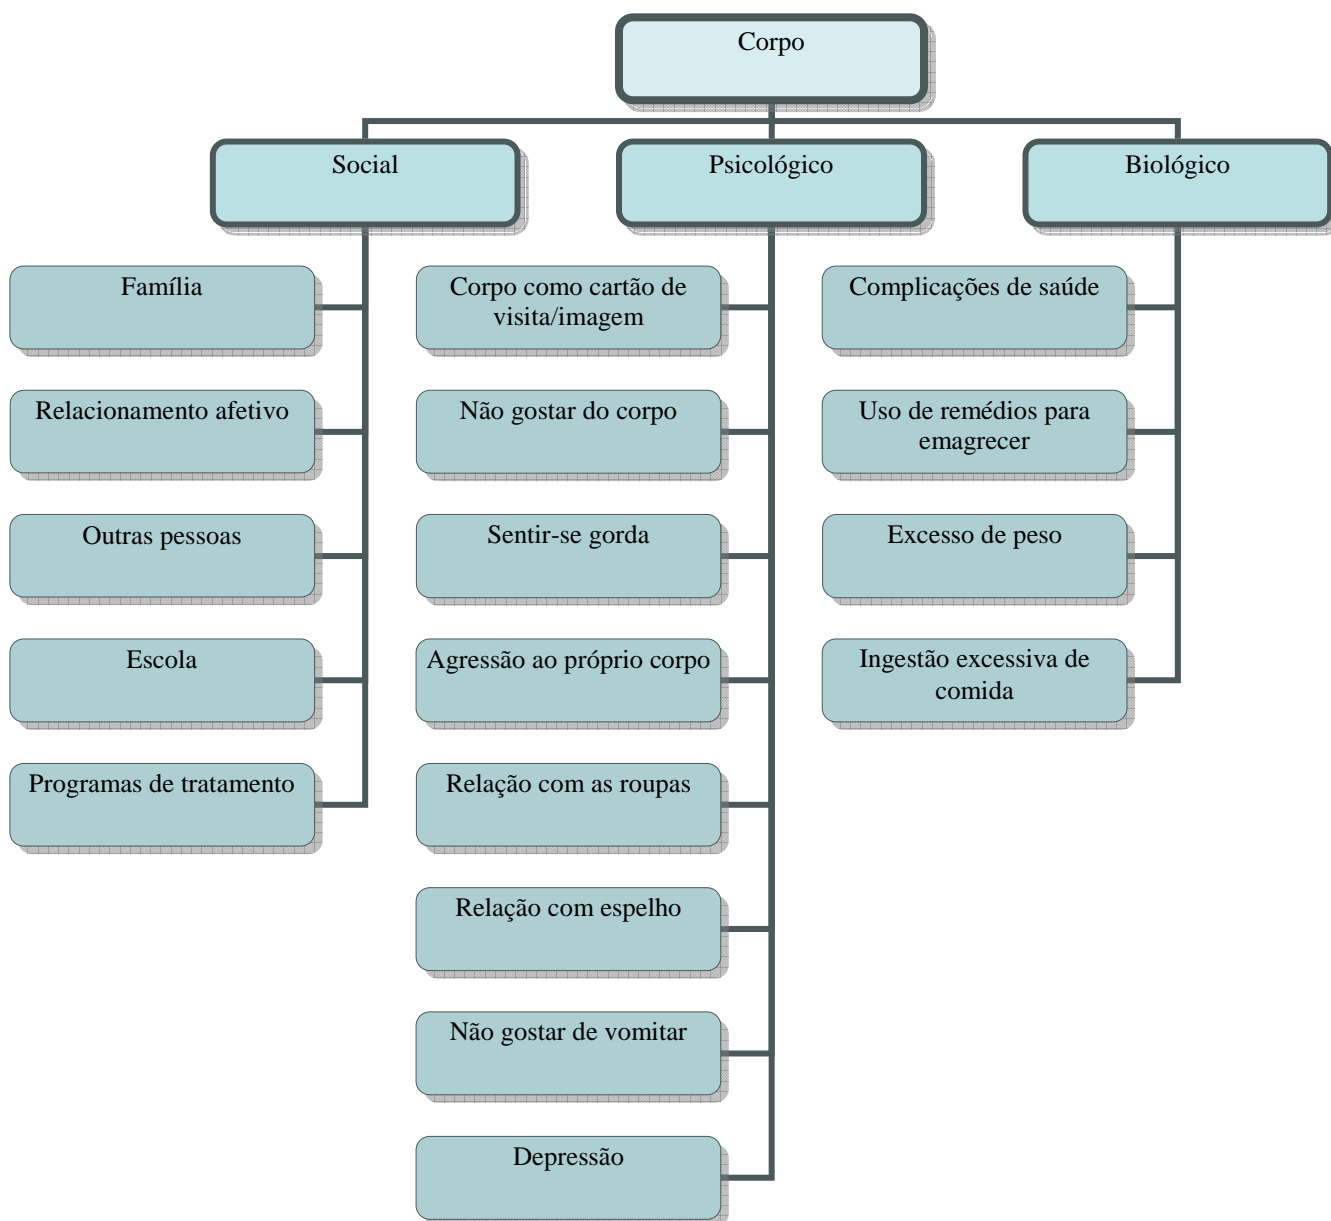 Corpo
Social
Psicológico
Biológico
Família
Relacionamento afetivo
Outras pessoas
Escola
Programas de tratamento
Corpo como cartão de
visita/imagem
Não gostar do corpo
Sentir-se gorda
Agressão ao próprio corpo
Relação com as roupas
Relação com espelho
Não gostar de vomitar
Depressão
Complicações de saúde
Uso de remédios para
emagrecer
Excesso de peso
Ingestão excessiva de
comida